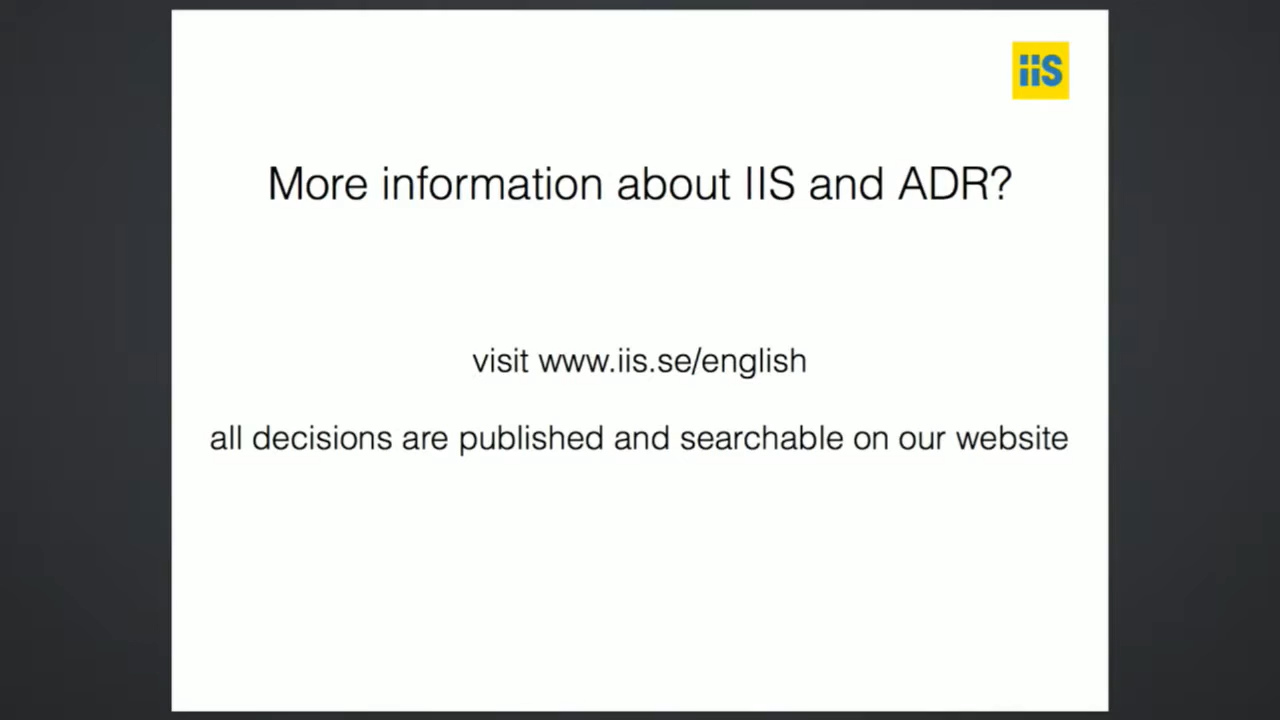 iis
More information about IIS and ADR?
visit www.iis.se/english
all decisions are published and searchable on our website